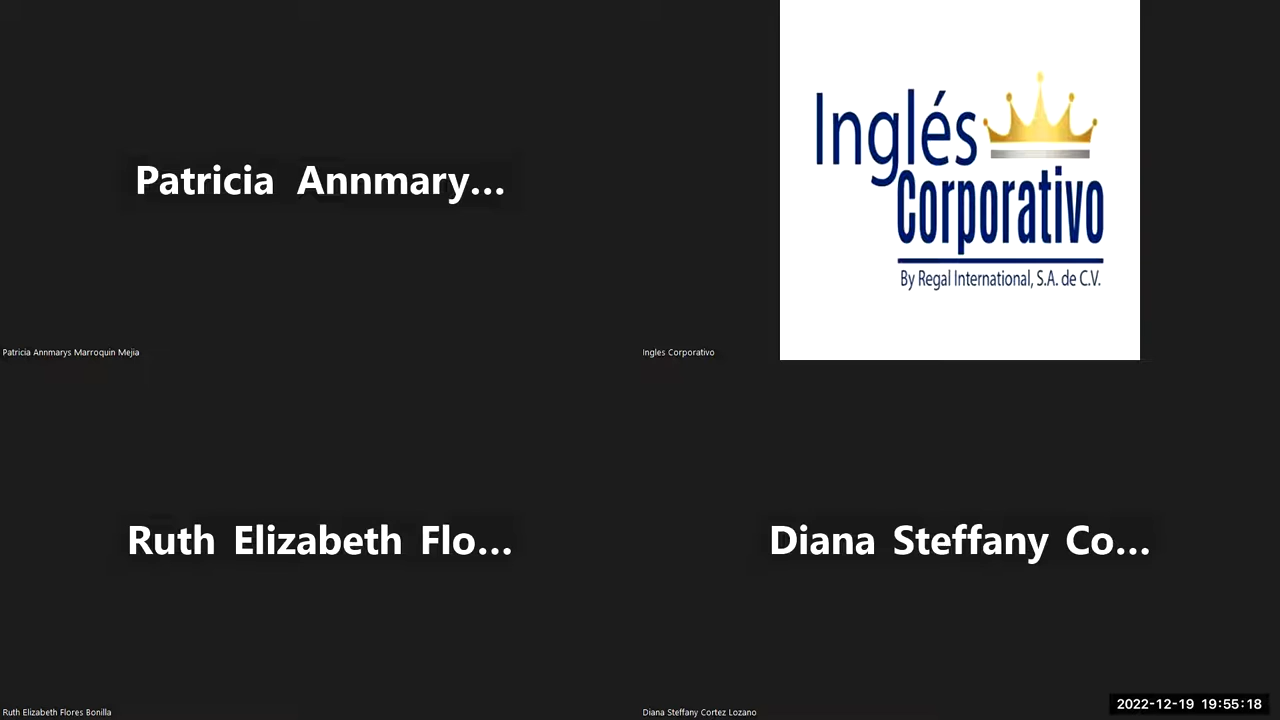 Patricia Annmary...
Patricia Annmarys Marroquin Mejia
Inglés
Corporativo
By Regal International, S.A. de C.V.
Ingles Corporativo
Ruth Elizabeth Flo...
Ruth Elizabeth Flores Bonilla
Diana Steffany Co...
Diana Steffany Cortez Lozano
2022-12-19 19:55:18